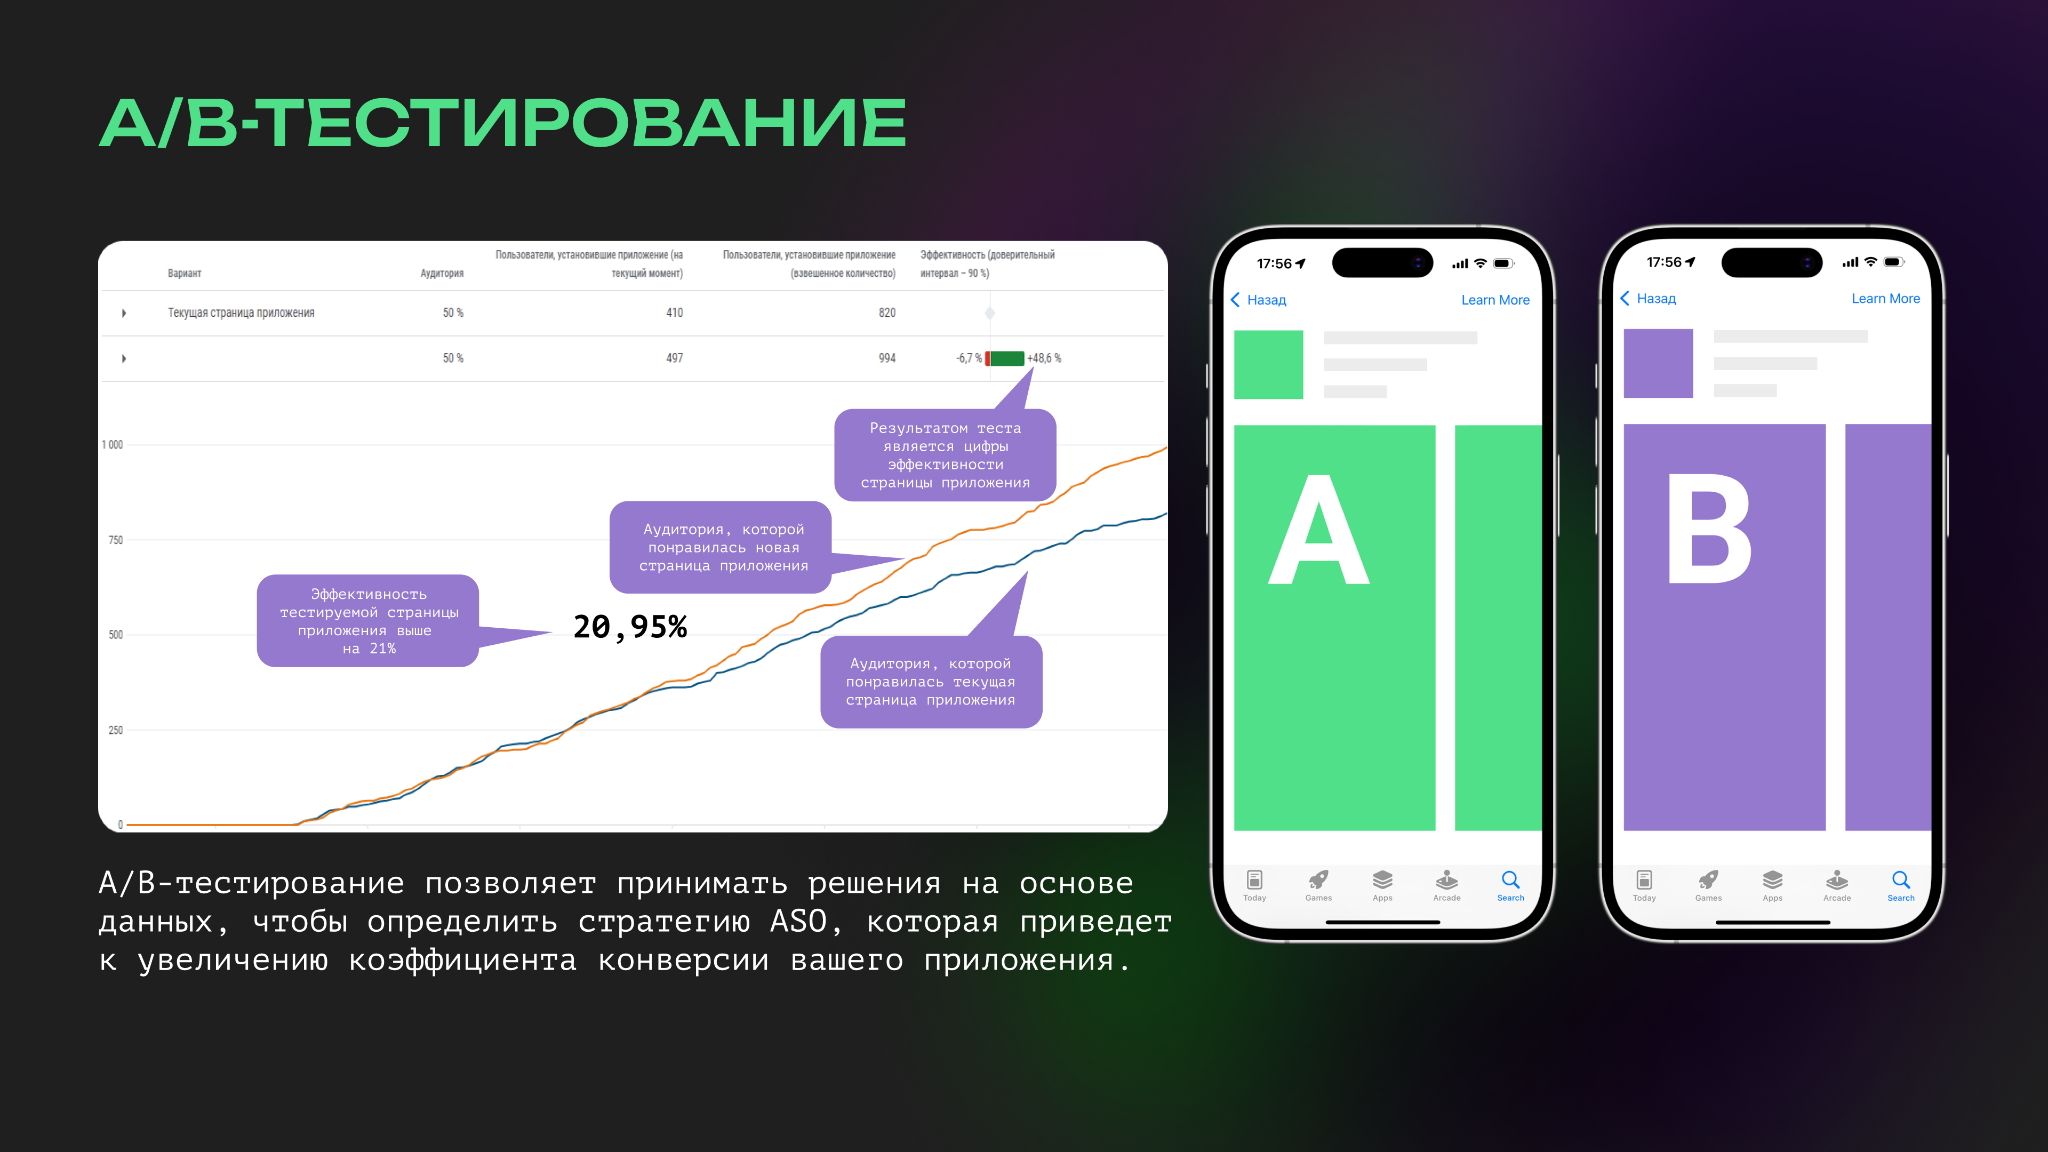 A/B-ТЕСТИРОВАНИЕ
Пользователи, установившие приложение (на
Пользователи, установившие приложение
Эффективность (доверительный
Вариант
Аудитория
текущий момент)
(взвешенное количество)
интервал – 90 %)
Текущая страница приложения
50 %
410
820
50 %
497
994
-6,7 %
+48,6 %
1 000
750
500
250
0
Результатом теста
является цифры
эффективности
страницы приложения
Аудитория, которой
понравилась новая
страница приложения
Эффективность
тестируемой страницы
приложения выше
на 21%
20,95%
Аудитория, которой
понравилась текущая
страница приложения
A/B-тестирование позволяет принимать решения на основе
данных, чтобы определить стратегию ASO, которая приведет
к увеличению коэффициента конверсии вашего приложения.
17:56
Назад
Learn More
A
Today
Games
Apps
Arcade
Search
17:56
Назад
Learn More
B
Today
Games
Apps
Arcade
Search